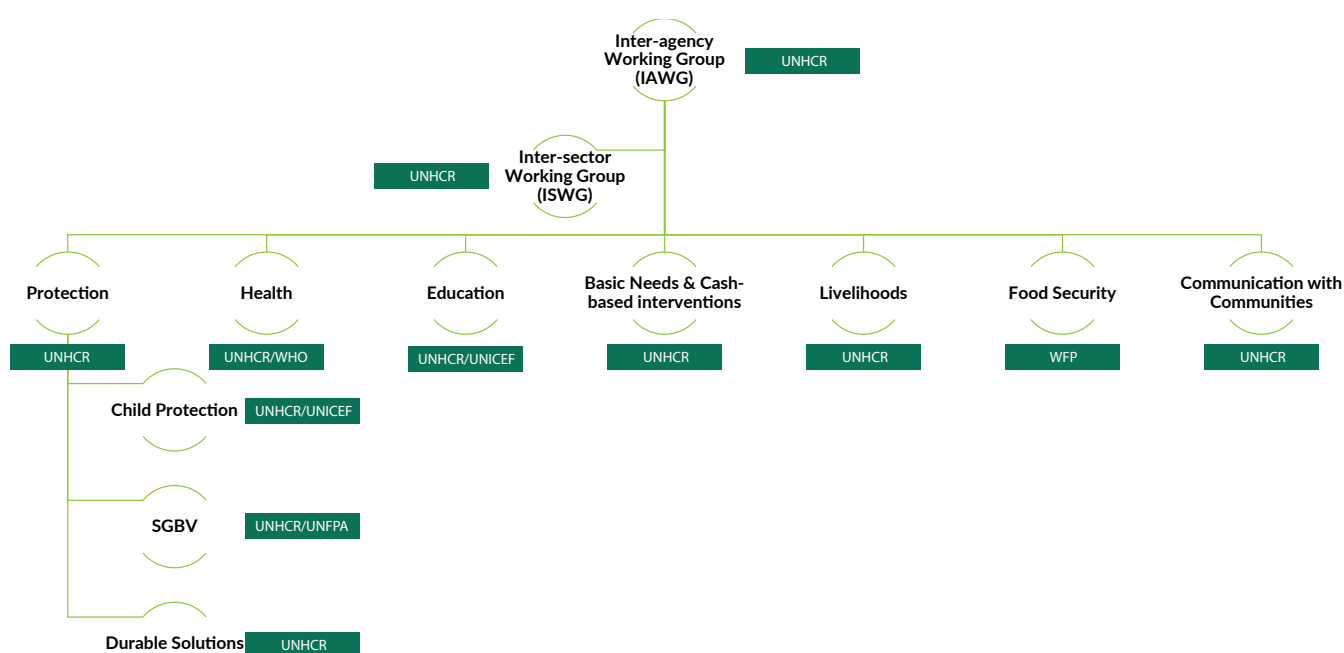 Inter-agency
Working Group
(IAWG)
UNHCR
Inter-sector
Working Group
(ISWG)
UNHCR
Protection
UNHCR
Health
UNHCR/WHO
Education
UNHCR/UNICEF
Basic Needs & Cash-
based interventions
UNHCR
Livelihoods
UNHCR
Food Security
WFP
Communication with
Communities
UNHCR
Child Protection
UNHCR/UNICEF
SGBV
UNHCR/UNFPA
Durable Solutions
UNHCR